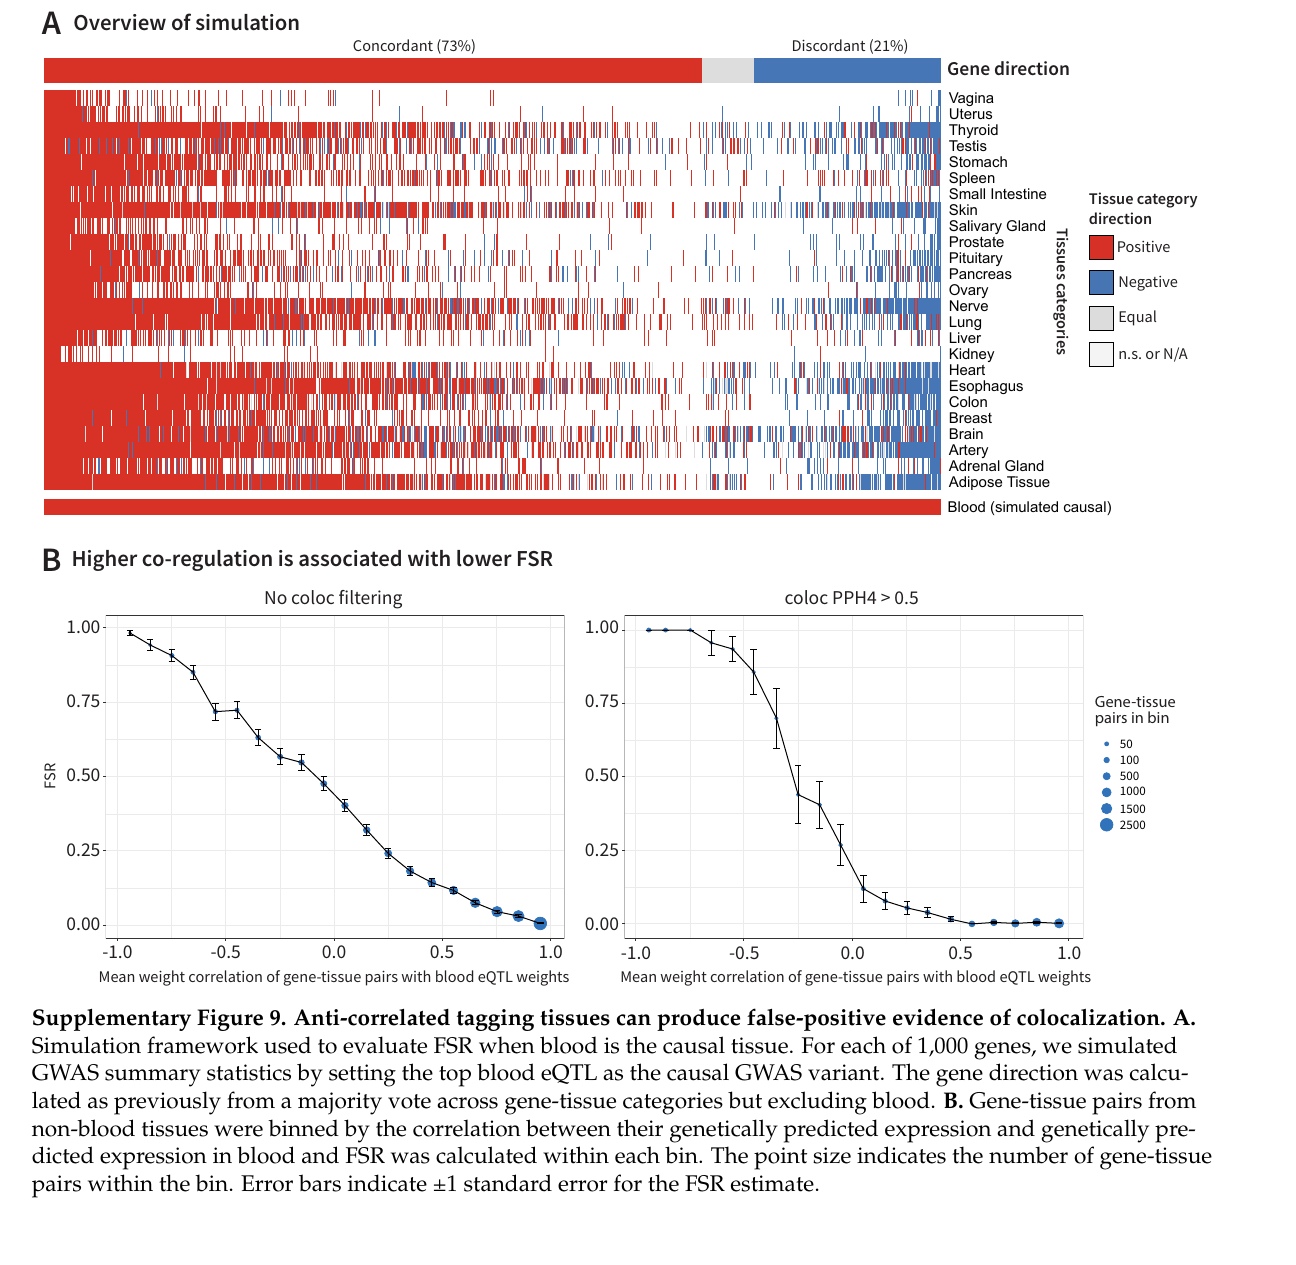 A Overview of simulation
Concordant (73%)
Discordant (21%)
Gene direction
Vagina
Uterus
Thyroid
Testis
Stomach
Spleen
Small Intestine
Skin
Salivary Gland
Prostate
Pituitary
Pancreas
Ovary
Nerve
Lung
Liver
Kidney
Heart
Esophagus
Colon
Breast
Brain
Artery
Adrenal Gland
Adipose Tissue
Blood (simulated causal)
Tissues categories
Tissue category
direction
Positive
Negative
Equal
n.s. or N/A
B Higher co-regulation is associated with lower FSR
No coloc filtering
FSR
1.00
0.75
0.50
0.25
0.00
-1.0 -0.5 0.0 0.5 1.0
Mean weight correlation of gene-tissue pairs with blood eQTL weights
coloc PPH4 > 0.5
1.00
0.75
0.50
0.25
0.00
-1.0 -0.5 0.0 0.5 1.0
Mean weight correlation of gene-tissue pairs with blood eQTL weights
Gene-tissue
pairs in bin
50
100
500
1000
1500
2500
Supplementary Figure 9. Anti-correlated tagging tissues can produce false-positive evidence of colocalization. A.
Simulation framework used to evaluate FSR when blood is the causal tissue. For each of 1,000 genes, we simulated
GWAS summary statistics by setting the top blood eQTL as the causal GWAS variant. The gene direction was calcu-
lated as previously from a majority vote across gene-tissue categories but excluding blood. B. Gene-tissue pairs from
non-blood tissues were binned by the correlation between their genetically predicted expression and genetically pre-
dicted expression in blood and FSR was calculated within each bin. The point size indicates the number of gene-tissue
pairs within the bin. Error bars indicate ±1 standard error for the FSR estimate.